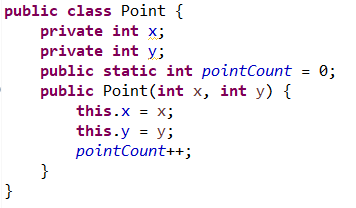 public class Point {
    private int x;
    private int y;
    public static int pointCount = 0;
    public Point(int x, int y) {
        this.x = x;
        this.y = y;
        pointCount++;
    }
}